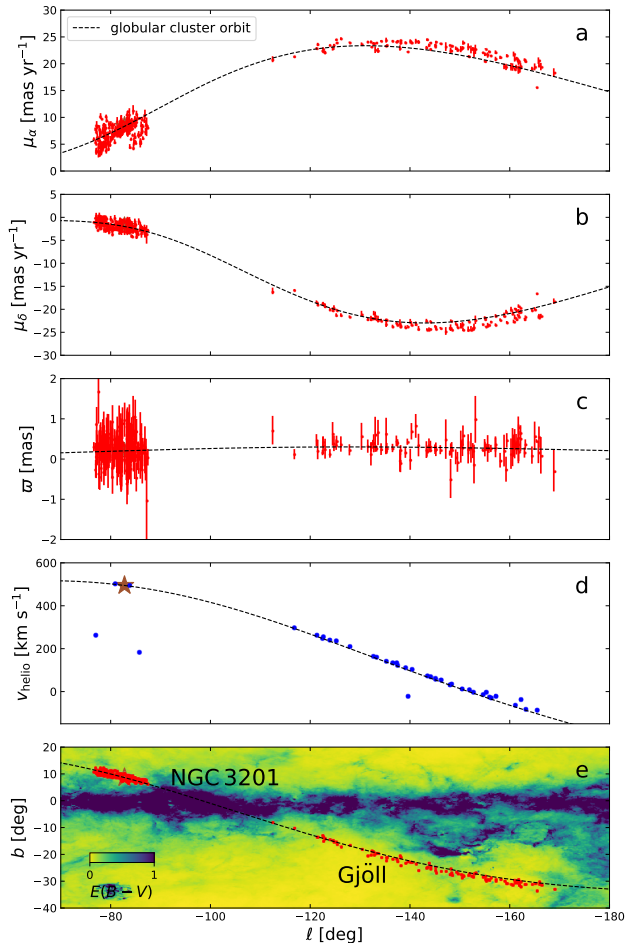 globular cluster orbit
a
μα [mas yr⁻¹]
25
20
15
10
5
0
30
b
μδ [mas yr⁻¹]
5
0
−5
−10
−15
−20
−25
−30
c
ϖ [mas]
2
1
0
−1
−2
d
v_helio [km s⁻¹]
600
400
200
0
e
NGC 3201
Gjöll
b [deg]
20
10
0
−10
−20
−30
−40
0
1
E(B − V)
−80
−100
−120
−140
−160
−180
ℓ [deg]